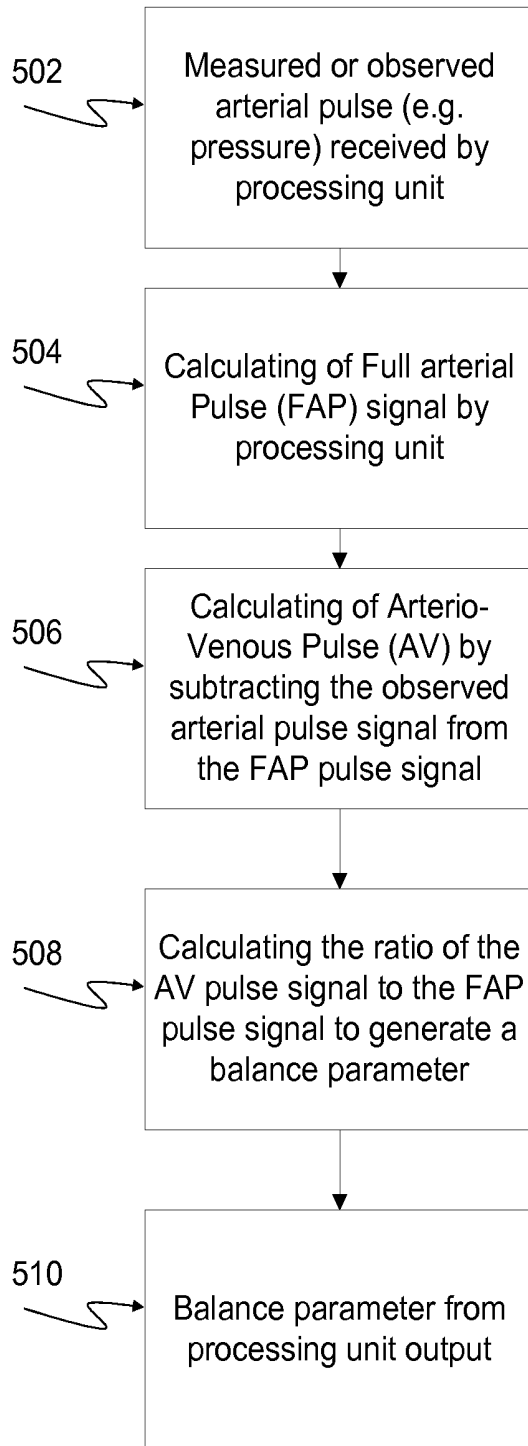 502
Measured or observed
arterial pulse (e.g.
pressure) received by
processing unit
504
Calculating of Full arterial
Pulse (FAP) signal by
processing unit
506
Calculating of Arterio-
Venous Pulse (AV) by
subtracting the observed
arterial pulse signal from
the FAP pulse signal
508
Calculating the ratio of the
AV pulse signal to the FAP
pulse signal to generate a
balance parameter
510
Balance parameter from
processing unit output